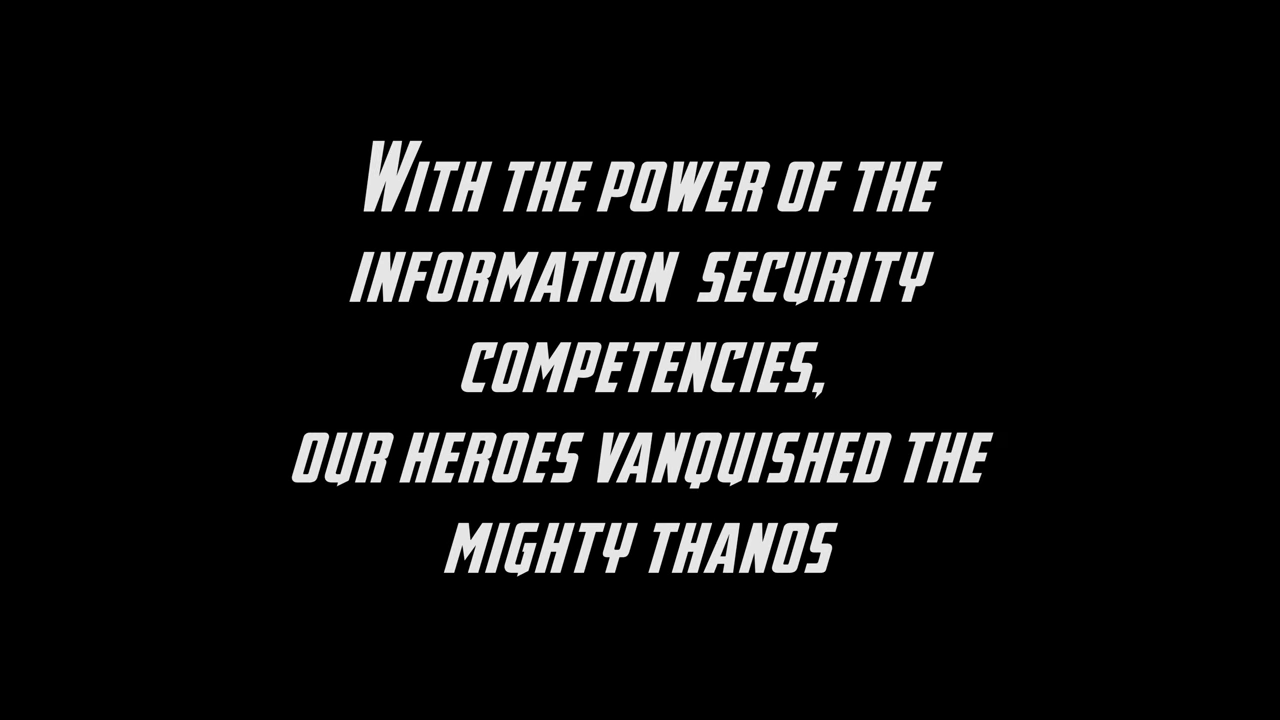 With the power of the
information security
competencies,
our heroes vanquished the
mighty Thanos